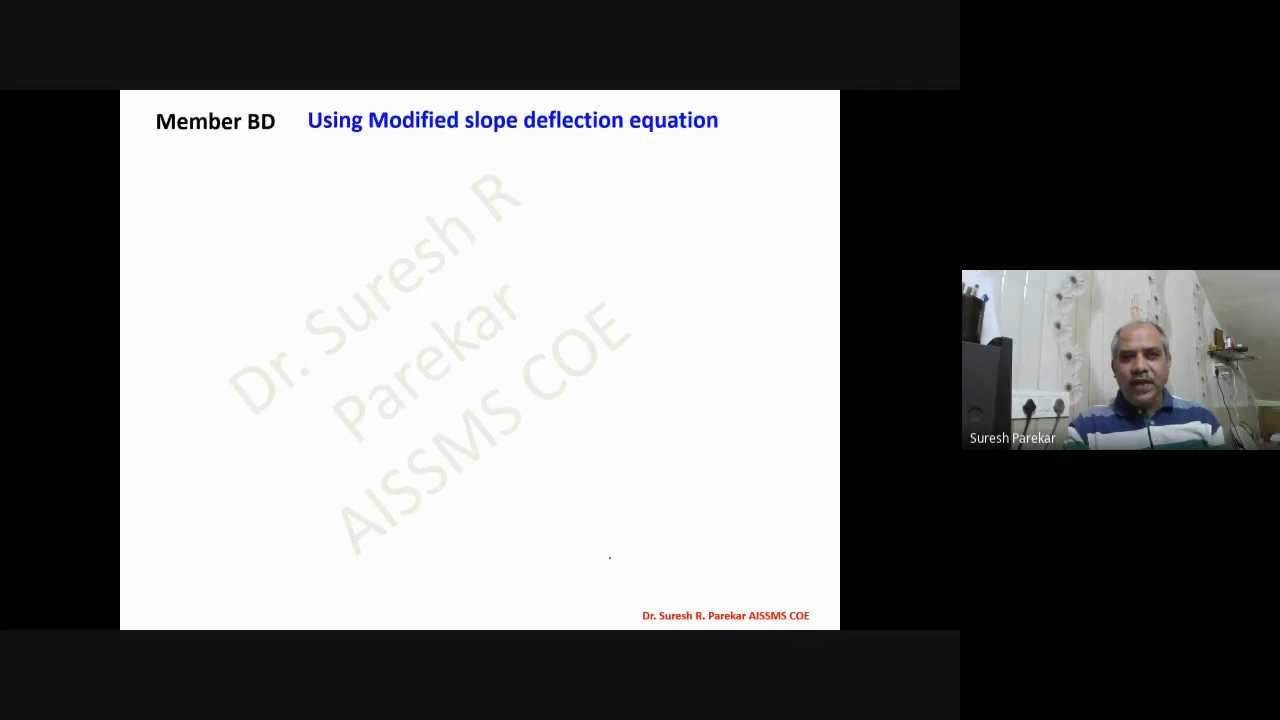 Member BD Using Modified slope deflection equation
Dr. Suresh R
Parekar
AISSMS COE
Suresh Parekar
Dr. Suresh R. Parekar AISSMS COE